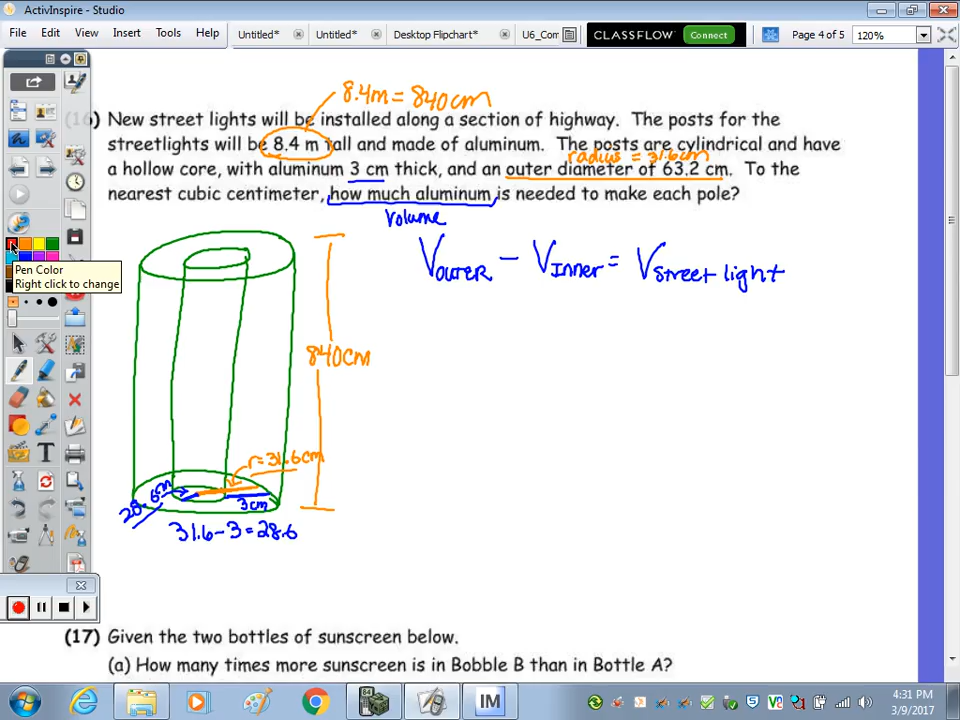 ActivInspire - Studio
File Edit View Insert Tools Help Untitled* Untitled* Desktop Flipchart* U6_Com CLASSFLOW Connect Page 4 of 5 120%
8.4m = 840cm
(16) New street lights will be installed along a section of highway. The posts for the
streetlights will be 8.4 m tall and made of aluminum. The posts are cylindrical and have
radius = 31.6cm
a hollow core, with aluminum 3 cm thick, and an outer diameter of 63.2 cm. To the
nearest cubic centimeter, how much aluminum is needed to make each pole?
Volume
V outer - V Inner = V Street light
Pen Color
Right click to change
840cm
r=31.6cm
28.6cm
3cm
31.6-3=28.6
(17) Given the two bottles of sunscreen below.
(a) How many times more sunscreen is in Bobble B than in Bottle A?
IM
4:31 PM
3/9/2017